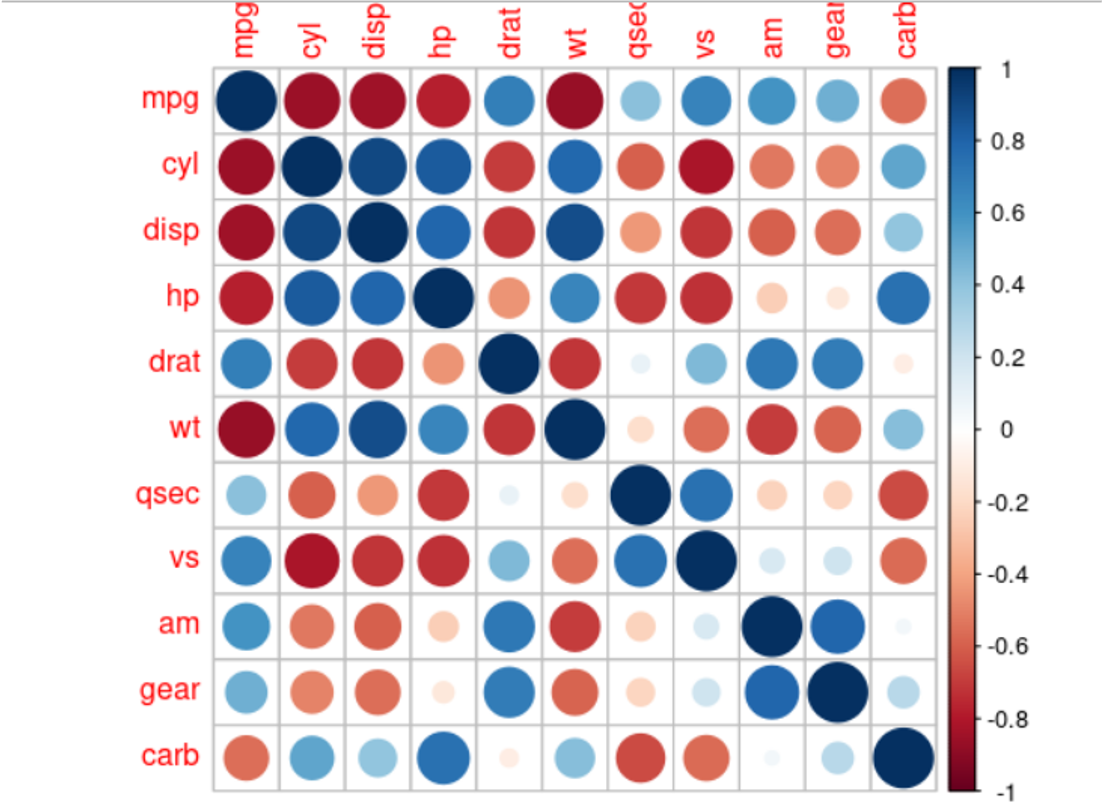 mpg cyl disp hp drat wt qsec vs am gear carb
mpg
cyl
disp
hp
drat
wt
qsec
vs
am
gear
carb
1
0.8
0.6
0.4
0.2
0
-0.2
-0.4
-0.6
-0.8
-1